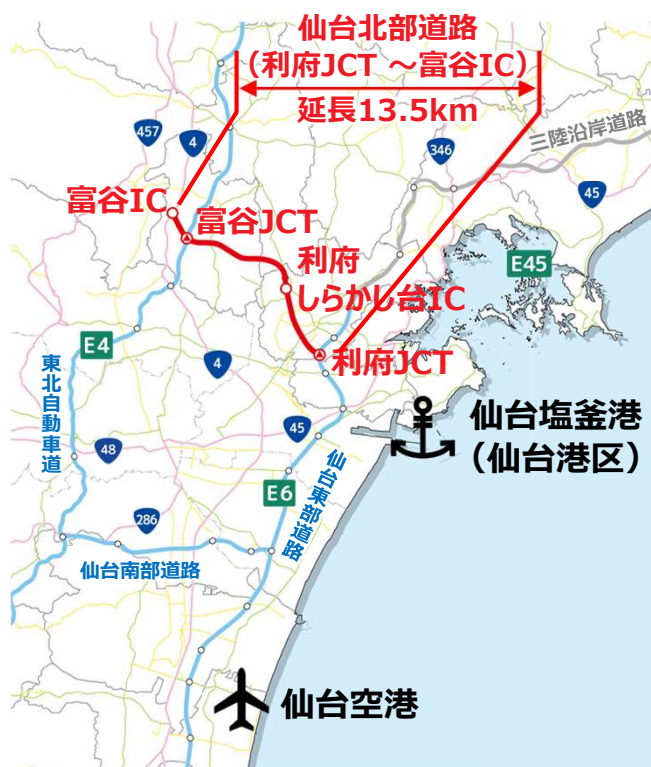 仙台北部道路
（利府JCT ～富谷IC）
延長13.5km
457
4
346
三陸沿岸道路
45
富谷IC
富谷JCT
利府
しらかし台IC
E45
E4
4
利府JCT
東北自動車道
45
仙台塩釜港
（仙台港区）
48
E6
仙台東部道路
286
仙台南部道路
仙台空港